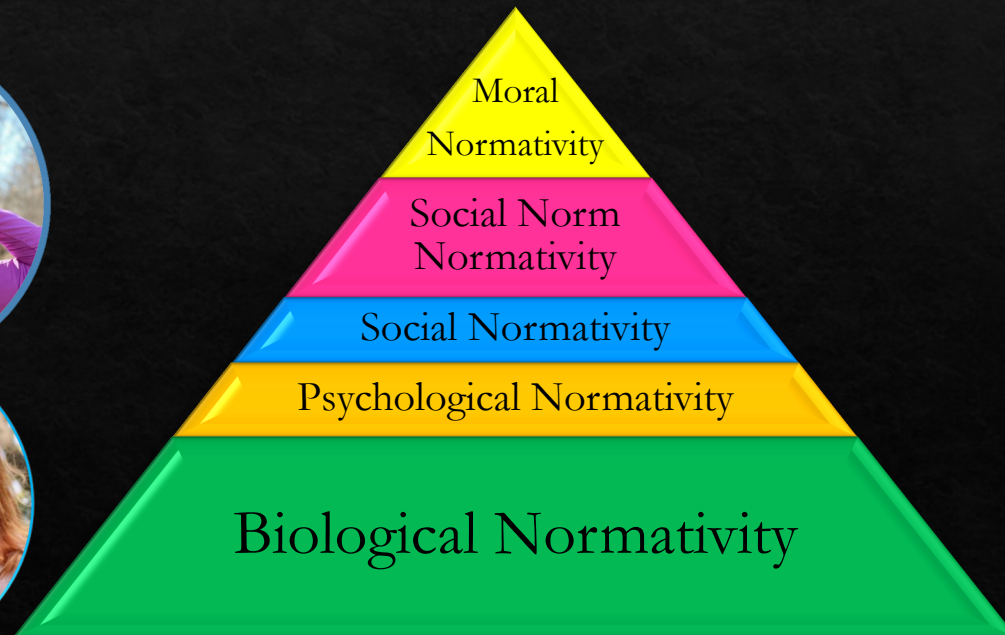 Moral
Normativity
Social Norm
Normativity
Social Normativity
Psychological Normativity
Biological Normativity